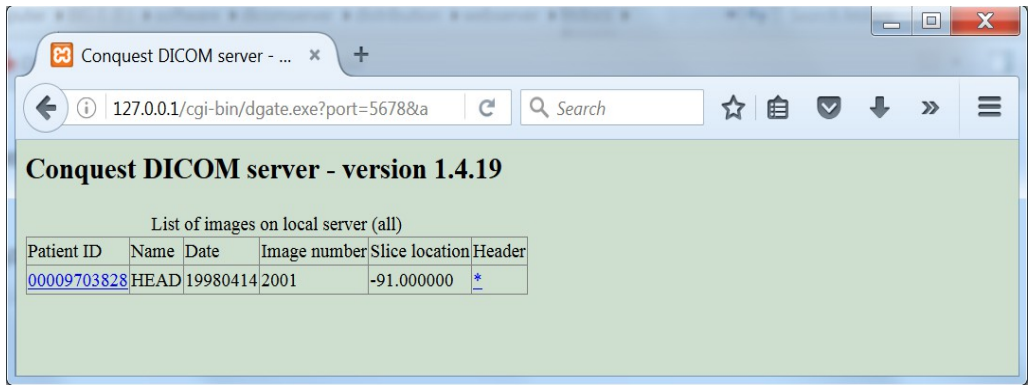 Conquest DICOM server - ...
127.0.0.1/cgi-bin/dgate.exe?port=5678&a
Search
Conquest DICOM server - version 1.4.19
List of images on local server (all)
Patient ID Name Date Image number Slice location Header
00009703828 HEAD 19980414 2001 -91.000000 *